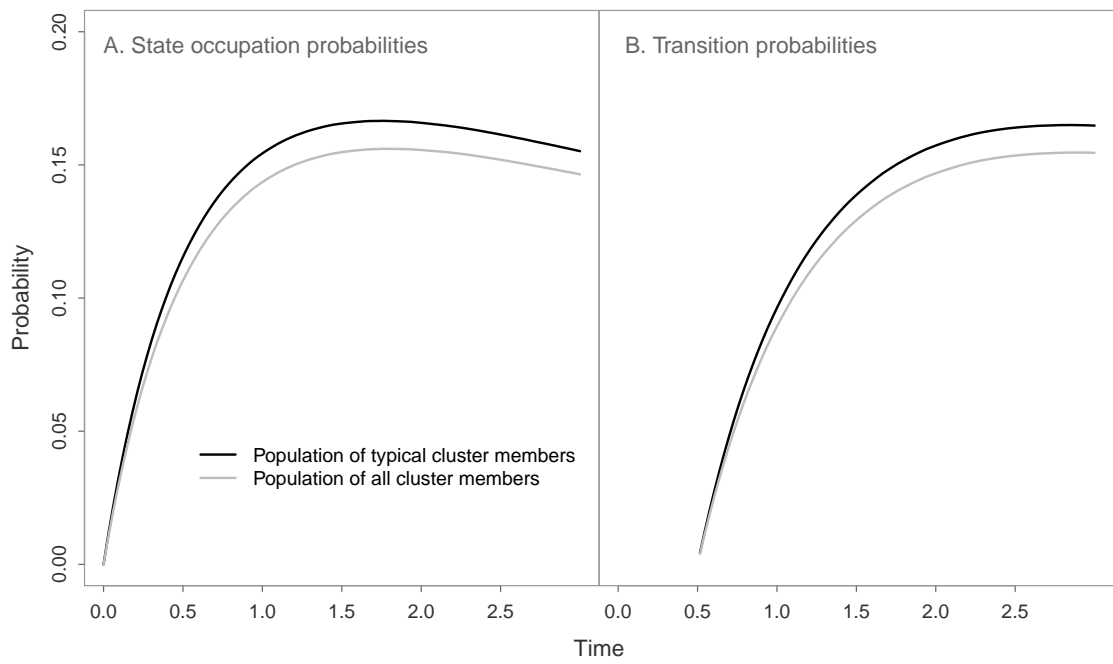 A. State occupation probabilities
B. Transition probabilities
Probability
0.20
0.15
0.10
0.05
0.00
Population of typical cluster members
Population of all cluster members
0.0 0.5 1.0 1.5 2.0 2.5
0.0 0.5 1.0 1.5 2.0 2.5
Time